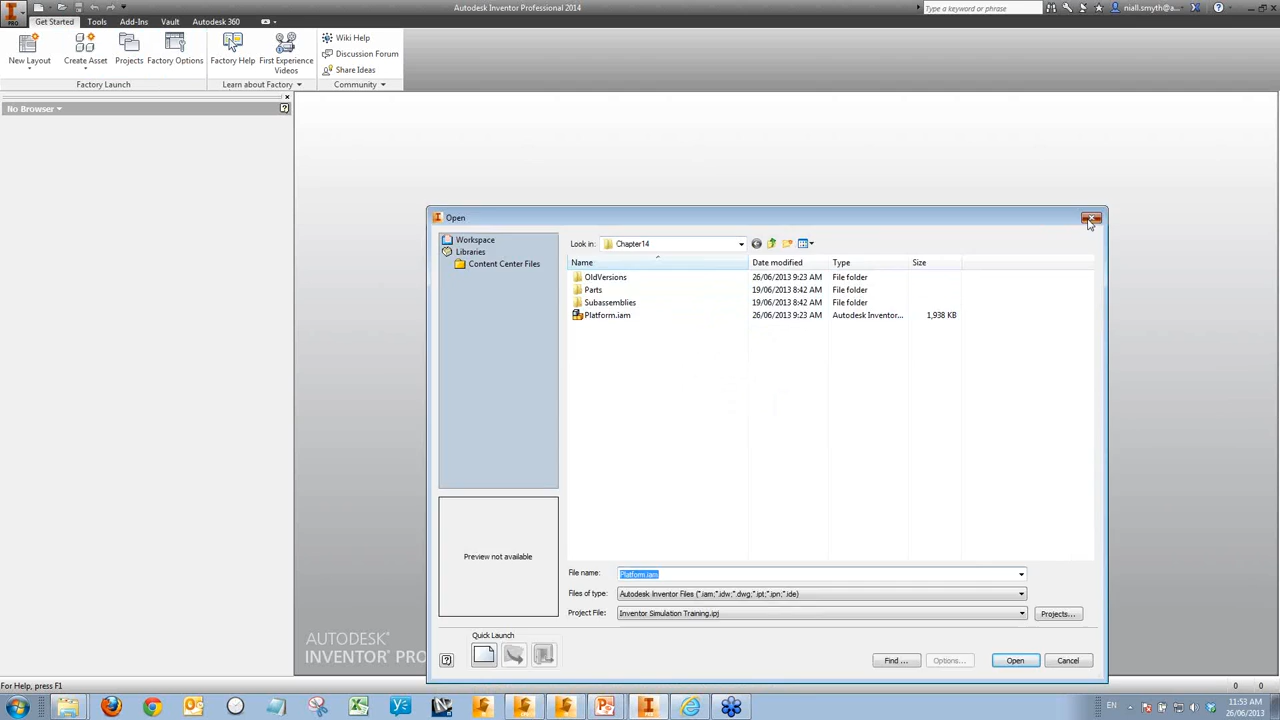 Autodesk Inventor Professional 2014
Type a keyword or phrase
niall.smyth@a...
PRO
Get Started
Tools
Add-Ins
Vault
Autodesk 360
New Layout
Create Asset
Projects
Factory Options
Factory Help
First Experience
Videos
Wiki Help
Discussion Forum
Share Ideas
Factory Launch
Learn about Factory
Community
No Browser
Open
Workspace
Libraries
Content Center Files
Look in:
Chapter14
Name
Date modified
Type
Size
OldVersions
26/06/2013 9:23 AM
File folder
Parts
19/06/2013 8:42 AM
File folder
Subassemblies
19/06/2013 8:42 AM
File folder
Platform.iam
26/06/2013 9:23 AM
Autodesk Inventor...
1,938 KB
Preview not available
File name:
Platform.iam
Files of type:
Autodesk Inventor Files (*.iam;*.idw;*.dwg;*.ipt;*.ipn;*.ide)
Project File:
Inventor Simulation Training.ipj
Projects...
Quick Launch
Find ...
Options...
Open
Cancel
AUTODESK
INVENTOR PRO
For Help, press F1
0
0
EN
11:53 AM
26/06/2013